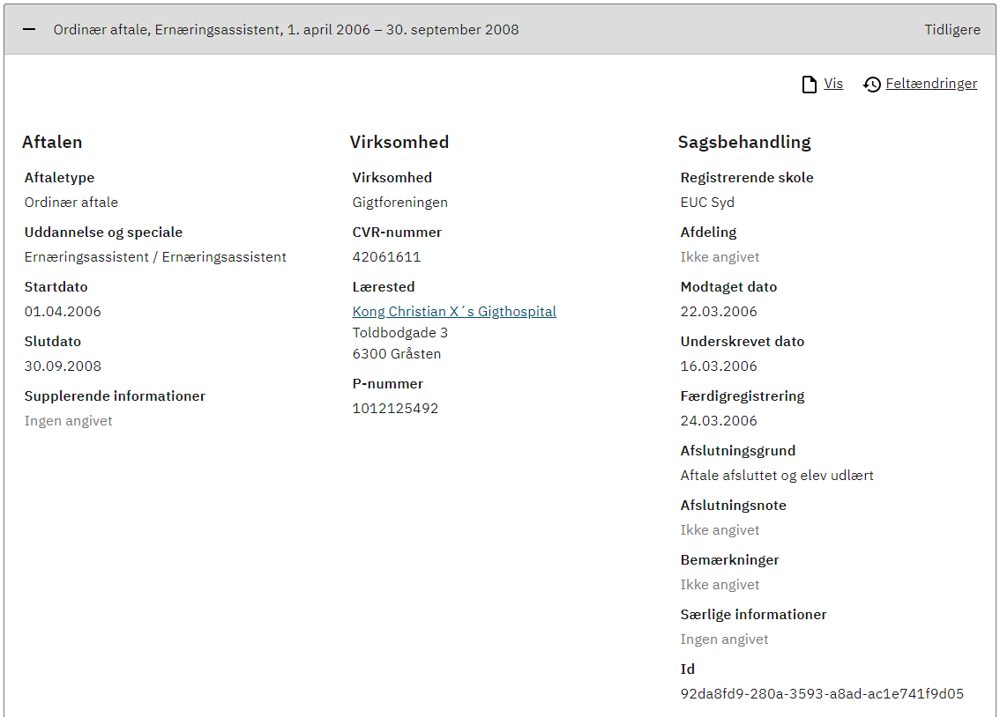 Ordinær aftale, Ernæringsassistent, 1. april 2006 – 30. september 2008
Tidligere
Vis
Feltændringer
Aftalen
Aftaletype
Ordinær aftale
Uddannelse og speciale
Ernæringsassistent / Ernæringsassistent
Startdato
01.04.2006
Slutdato
30.09.2008
Supplerende informationer
Ingen angivet
Virksomhed
Virksomhed
Gigtforeningen
CVR-nummer
42061611
Lærested
Kong Christian X´s Gigthospital
Toldbodgade 3
6300 Gråsten
P-nummer
1012125492
Sagsbehandling
Registrerende skole
EUC Syd
Afdeling
Ikke angivet
Modtaget dato
22.03.2006
Underskrevet dato
16.03.2006
Færdigregistrering
24.03.2006
Afslutningsgrund
Aftale afsluttet og elev udlært
Afslutningsnote
Ikke angivet
Bemærkninger
Ikke angivet
Særlige informationer
Ingen angivet
Id
92da8fd9-280a-3593-a8ad-ac1e741f9d05